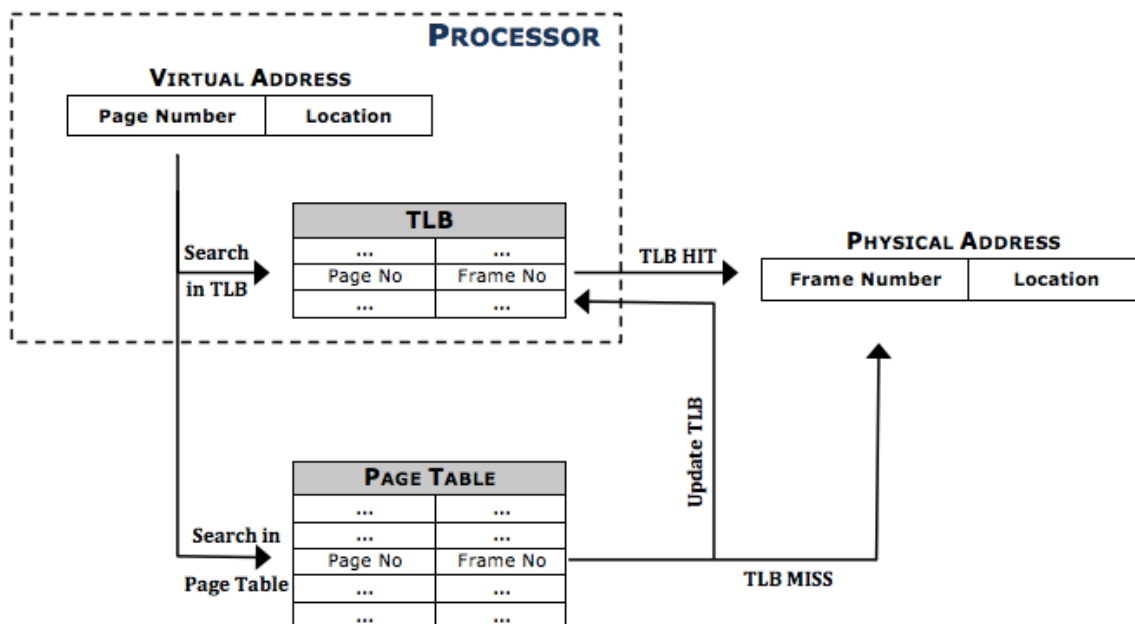 PROCESSOR
VIRTUAL ADDRESS
Page Number Location
TLB
... ...
Page No Frame No
... ...
Search
in TLB
TLB HIT
PHYSICAL ADDRESS
Frame Number Location
Update TLB
PAGE TABLE
... ...
... ...
Page No Frame No
... ...
... ...
Search in
Page Table
TLB MISS